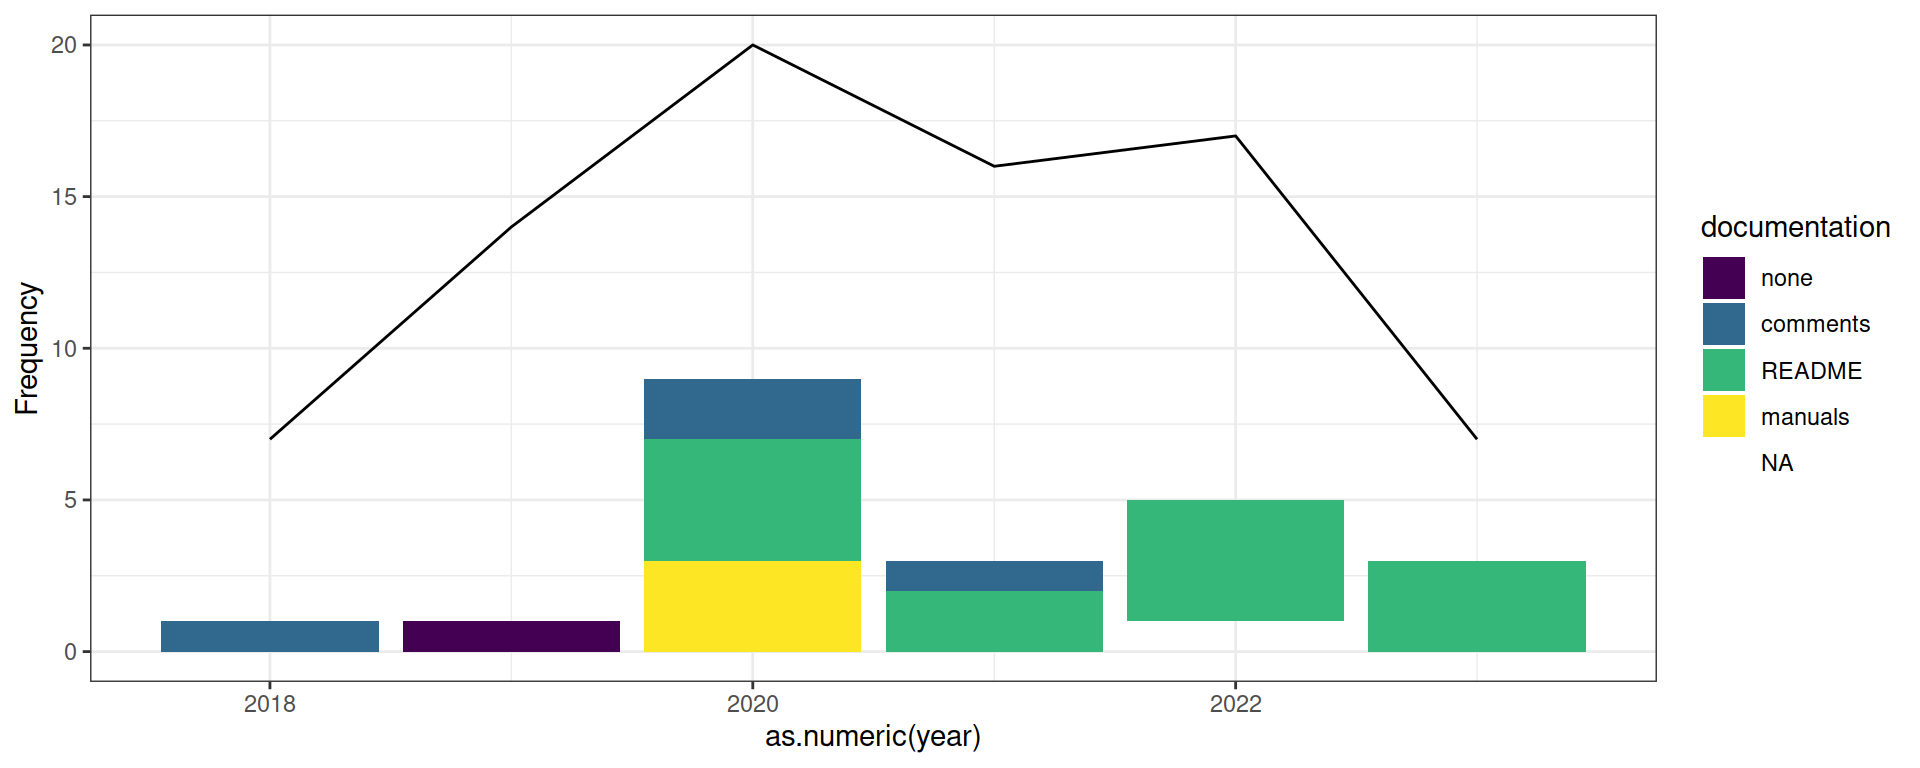 20
15
10
5
0
Frequency
2018
2020
2022
as.numeric(year)
documentation
none
comments
README
manuals
NA